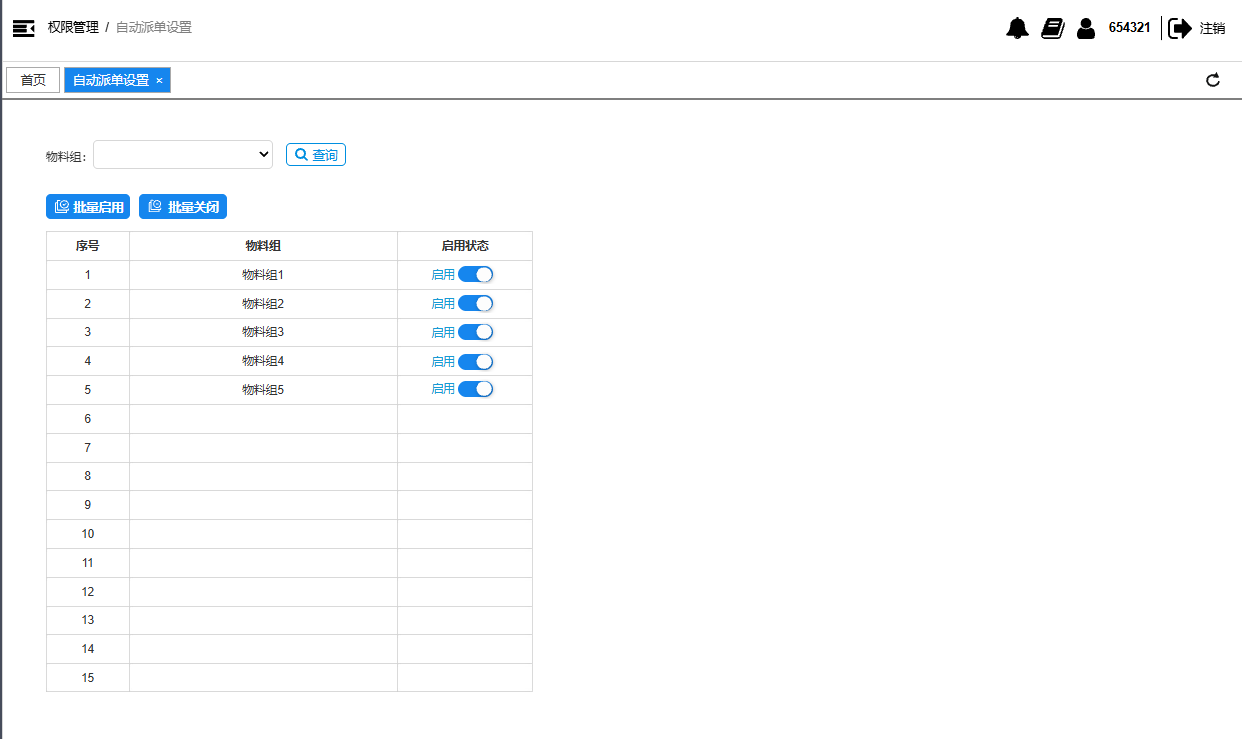 权限管理 / 自动派单设置 654321 注销
首页 自动派单设置 ×
物料组： 查询
批量启用 批量关闭
序号 物料组 启用状态
1 物料组1 启用
2 物料组2 启用
3 物料组3 启用
4 物料组4 启用
5 物料组5 启用
6
7
8
9
10
11
12
13
14
15